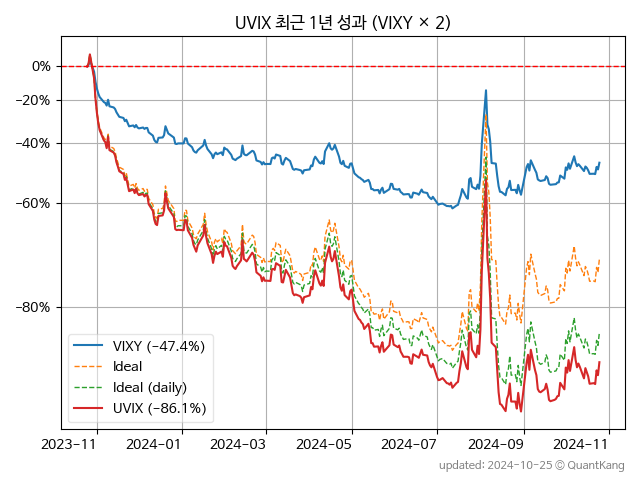 UVIX 최근 1년 성과 (VIXY × 2)
0%
−20%
−40%
−60%
−80%
VIXY (−47.4%)
Ideal
Ideal (daily)
UVIX (−86.1%)
2023−11 2024−01 2024−03 2024−05 2024−07 2024−09 2024−11
updated: 2024-10-25 © QuantKang